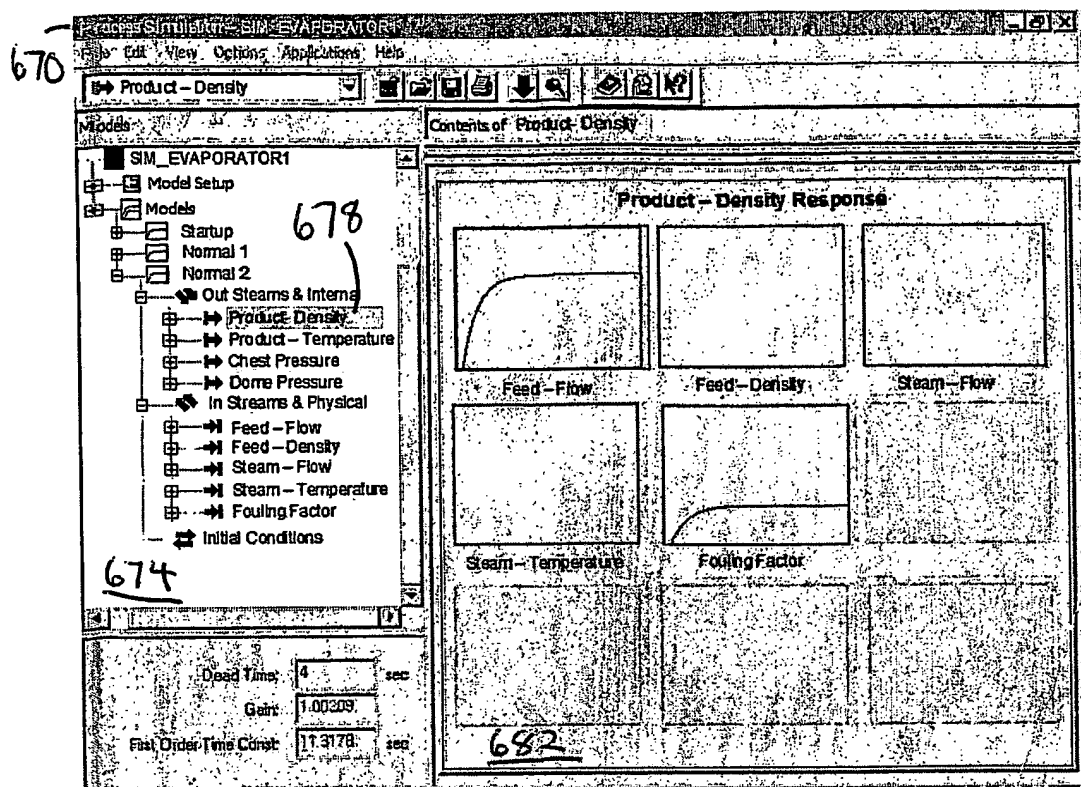 Process Simulator – SIM_EVAPORATOR1
670
File Edit View Options Applications Help
Product – Density
Models
Contents of Product-Density
SIM_EVAPORATOR1
Model Setup
Models
678
Startup
Normal 1
Normal 2
Out Steams & Interna
Product-Density
Product – Temperature
Chest Pressure
Dome Pressure
In Streams & Physical
Feed – Flow
Feed – Density
Steam – Flow
Steam – Temperature
Fouling Factor
Initial Conditions
674
Product – Density Response
Feed – Flow
Feed – Density
Steam – Flow
Steam – Temperature
Fouling Factor
682
Dead Time: 4 sec
Gain: 1.00309
First Order Time Const: 11.3178 sec